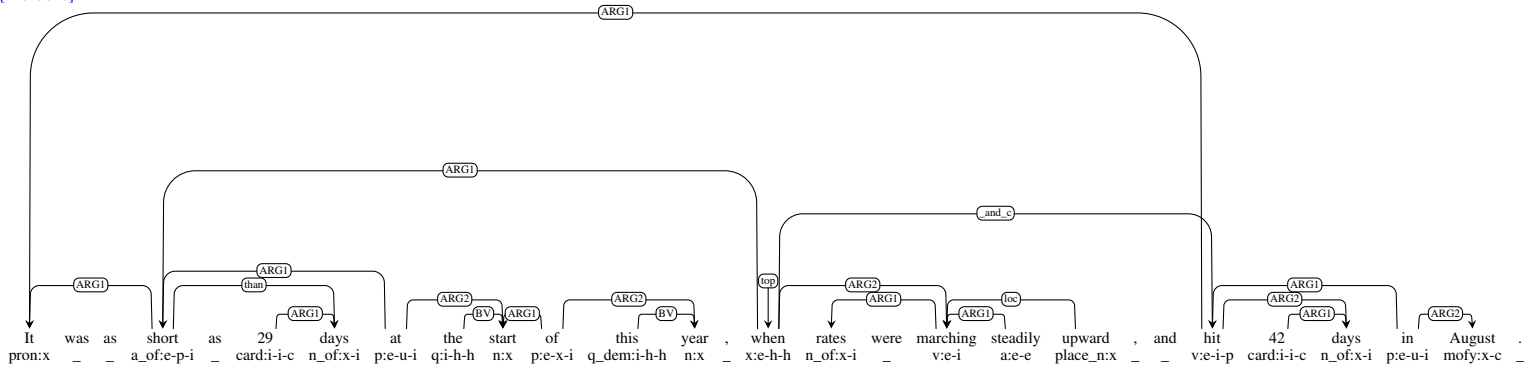 ARG1
ARG1
_and_c
ARG1
than
top
ARG1
ARG2
ARG2
ARG2
ARG1
loc
ARG1
ARG2
ARG1
BV
ARG1
BV
ARG1
ARG1
ARG2
It was as short as 29 days at the start of this year , when rates were marching steadily upward , and hit 42 days in August .
pron:x _ _ a_of:e-p-i _ card:i-i-c n_of:x-i p:e-u-i q:i-h-h n:x p:e-x-i q_dem:i-h-h n:x _ x:e-h-h n_of:x-i _ v:e-i a:e-e place_n:x _ _ v:e-i-p card:i-i-c n_of:x-i p:e-u-i mofy:x-c _